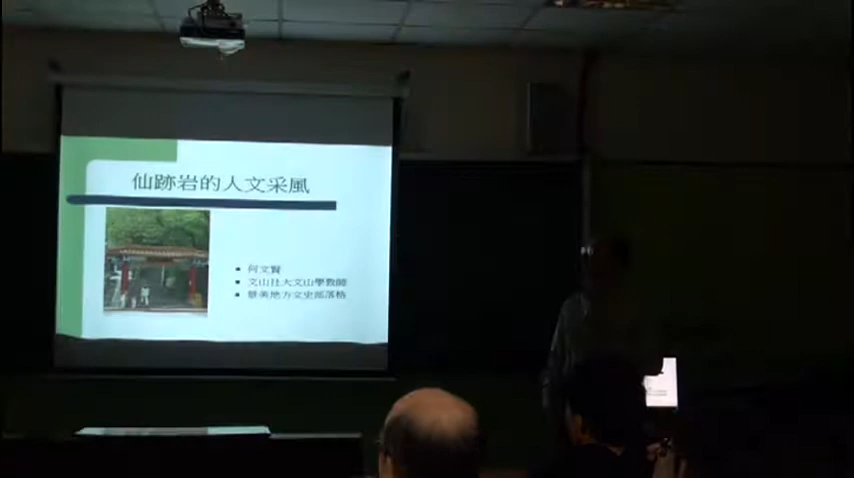 仙跡岩的人文采風
何文賢
文山社大文山學教師
景美地方文史部落格